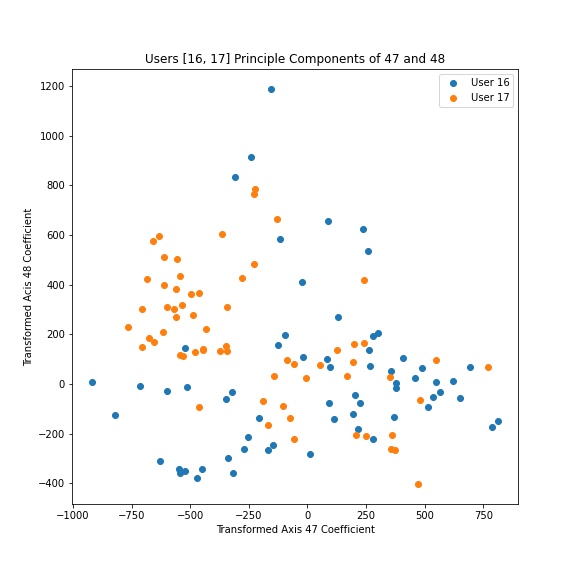 Users [16, 17] Principle Components of 47 and 48
User 16
User 17
1200
1000
800
600
400
200
0
−200
−400
Transformed Acis 48 Coefficient
−1000 −750 −500 −250 0 250 500 750
Transformed Axis 47 Coefficient